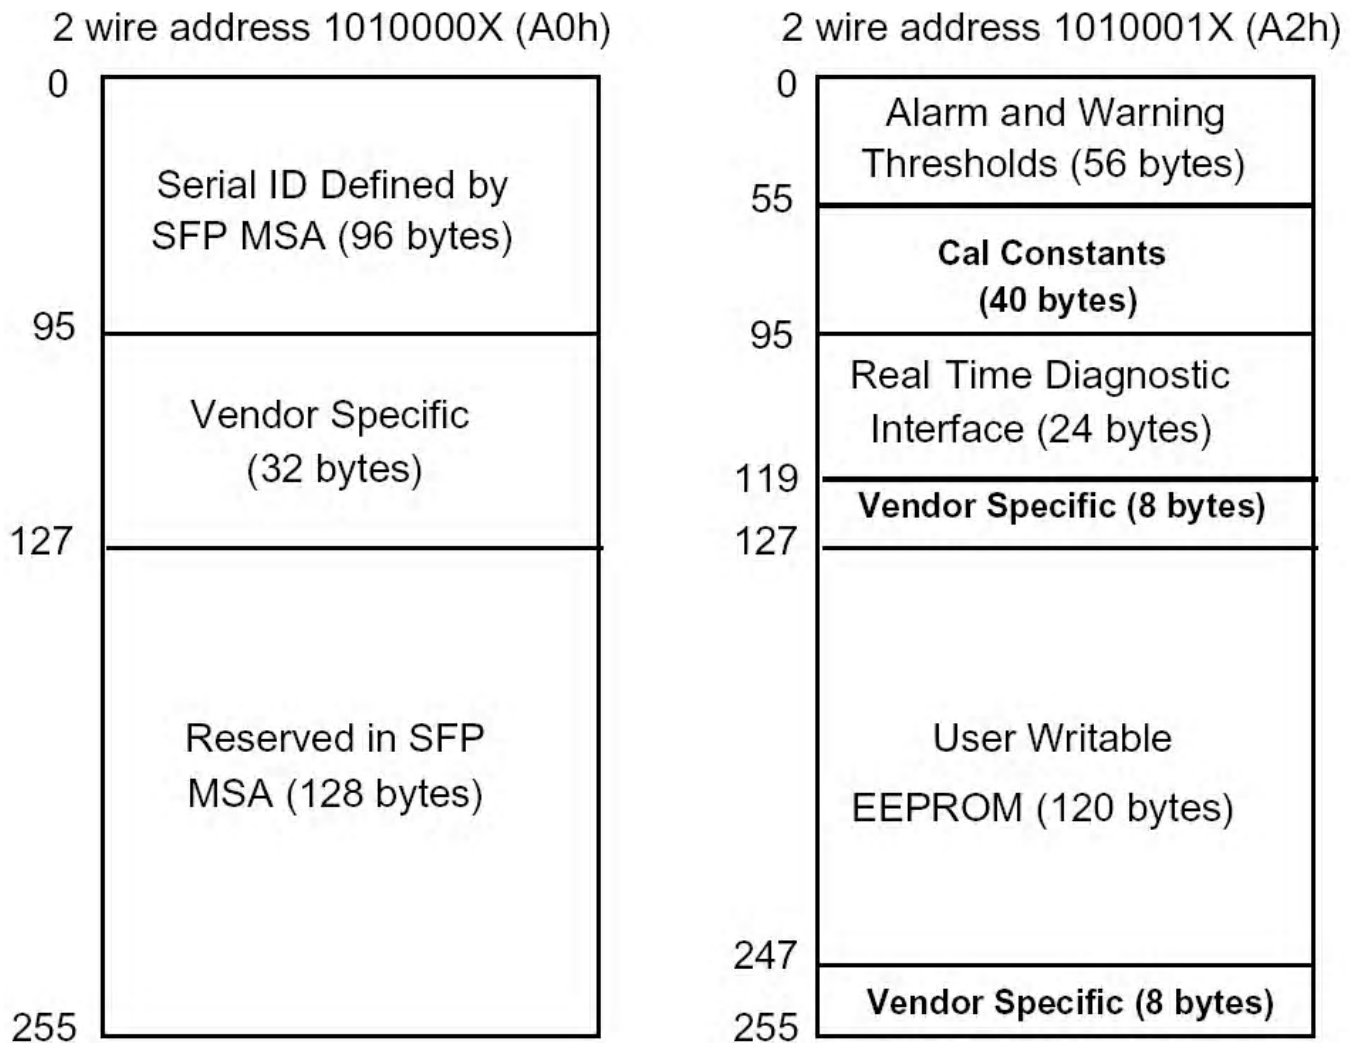 2 wire address 1010000X (A0h)
0
Serial ID Defined by
SFP MSA (96 bytes)
95
Vendor Specific
(32 bytes)
127
Reserved in SFP
MSA (128 bytes)
255
2 wire address 1010001X (A2h)
0
Alarm and Warning
Thresholds (56 bytes)
55
Cal Constants
(40 bytes)
95
Real Time Diagnostic
Interface (24 bytes)
119
Vendor Specific (8 bytes)
127
User Writable
EEPROM (120 bytes)
247
Vendor Specific (8 bytes)
255